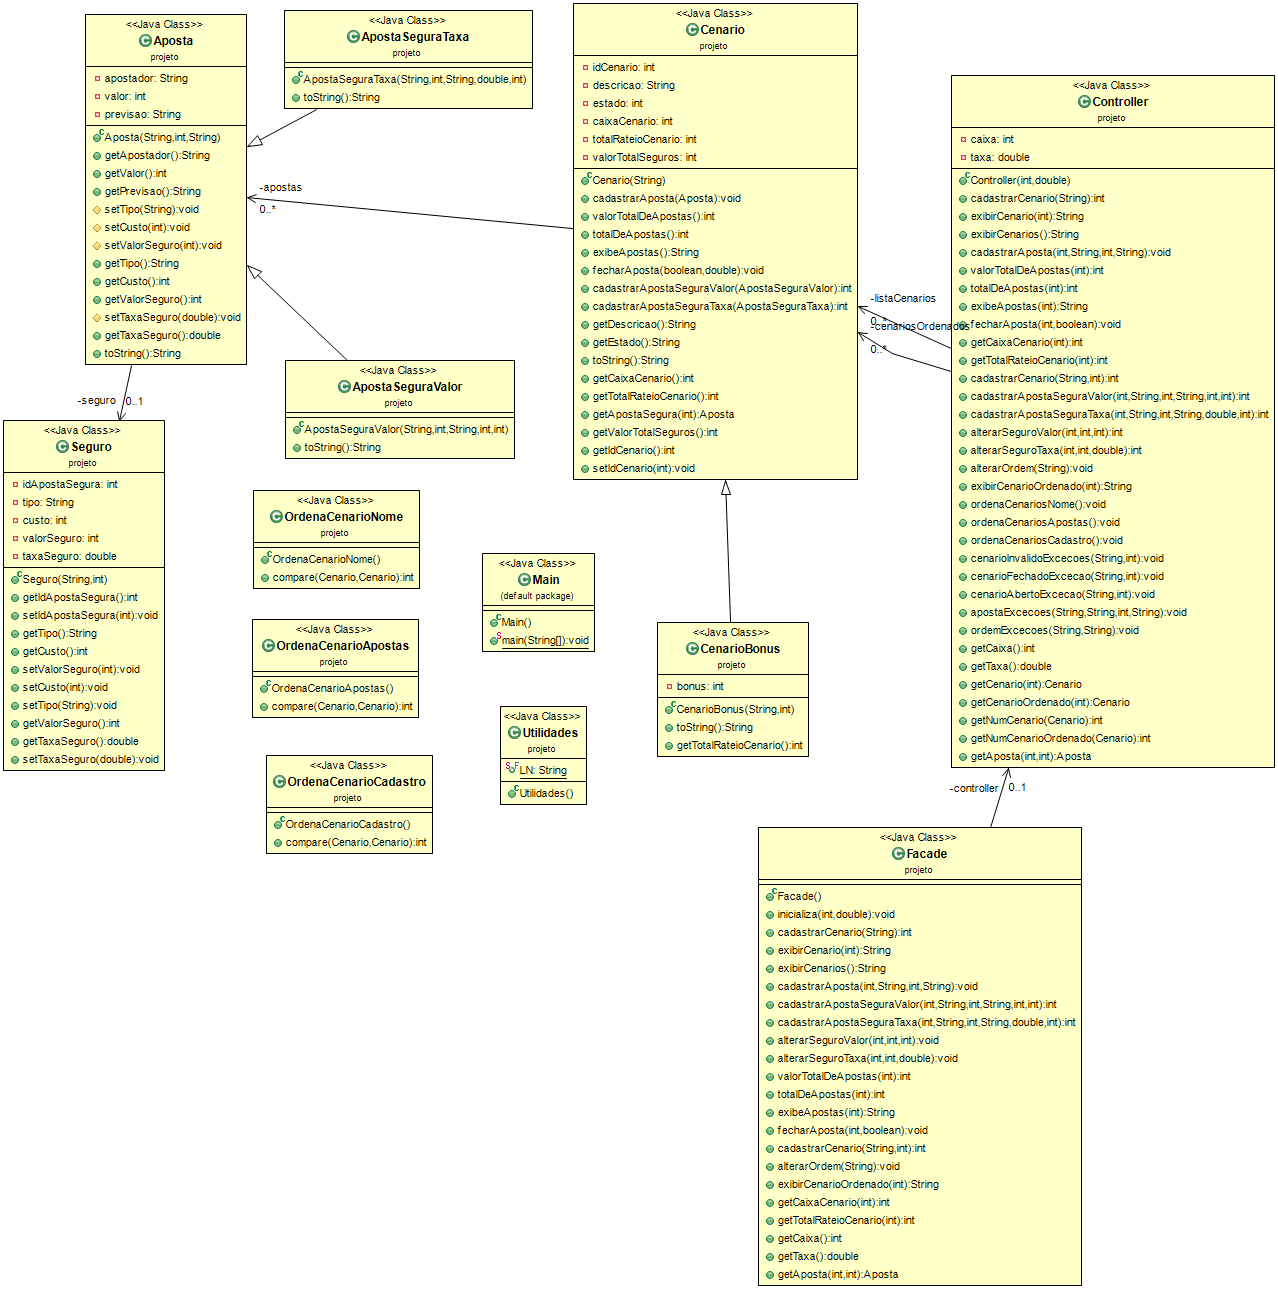 <<Java Class>>
Aposta
projeto
apostador: String
valor: int
previsao: String
Aposta(String,int,String)
getApostador():String
getValor():int
getPrevisao():String
setTipo(String):void
setCusto(int):void
setValorSeguro(int):void
getTipo():String
getCusto():int
getValorSeguro():int
setTaxaSeguro(double):void
getTaxaSeguro():double
toString():String
<<Java Class>>
ApostaSeguraTaxa
projeto
ApostaSeguraTaxa(String,int,String,double,int)
toString():String
-apostas
0..*
<<Java Class>>
ApostaSeguraValor
projeto
ApostaSeguraValor(String,int,String,int,int)
toString():String
-seguro
0..1
<<Java Class>>
Seguro
projeto
idApostaSegura: int
tipo: String
custo: int
valorSeguro: int
taxaSeguro: double
Seguro(String,int)
getIdApostaSegura():int
setIdApostaSegura(int):void
getTipo():String
getCusto():int
setValorSeguro(int):void
setCusto(int):void
setTipo(String):void
getValorSeguro():int
getTaxaSeguro():double
setTaxaSeguro(double):void
<<Java Class>>
OrdenaCenarioNome
projeto
OrdenaCenarioNome()
compare(Cenario,Cenario):int
<<Java Class>>
OrdenaCenarioApostas
projeto
OrdenaCenarioApostas()
compare(Cenario,Cenario):int
<<Java Class>>
OrdenaCenarioCadastro
projeto
OrdenaCenarioCadastro()
compare(Cenario,Cenario):int
<<Java Class>>
Main
(default package)
Main()
main(String[]):void
<<Java Class>>
Utilidades
projeto
LN: String
Utilidades()
<<Java Class>>
Cenario
projeto
idCenario: int
descricao: String
estado: int
caixaCenario: int
totalRateioCenario: int
valorTotalSeguros: int
Cenario(String)
cadastrarAposta(Aposta):void
valorTotalDeApostas():int
totalDeApostas():int
exibeApostas():String
fecharAposta(boolean,double):void
cadastrarApostaSeguraValor(ApostaSeguraValor):int
cadastrarApostaSeguraTaxa(ApostaSeguraTaxa):int
getDescricao():String
getEstado():String
toString():String
getCaixaCenario():int
getTotalRateioCenario():int
getApostaSegura(int):Aposta
getValorTotalSeguros():int
getIdCenario():int
setIdCenario(int):void
<<Java Class>>
CenarioBonus
projeto
bonus: int
CenarioBonus(String,int)
toString():String
getTotalRateioCenario():int
-listaCenarios
0..*
-cenariosOrdenados
0..*
<<Java Class>>
Controller
projeto
caixa: int
taxa: double
Controller(int,double)
cadastrarCenario(String):int
exibirCenario(int):String
exibirCenarios():String
cadastrarAposta(int,String,int,String):void
valorTotalDeApostas(int):int
totalDeApostas(int):int
exibeApostas(int):String
fecharAposta(int,boolean):void
getCaixaCenario(int):int
getTotalRateioCenario(int):int
cadastrarCenario(String,int):int
cadastrarApostaSeguraValor(int,String,int,String,int,int):int
cadastrarApostaSeguraTaxa(int,String,int,String,double,int):int
alterarSeguroValor(int,int,int):int
alterarSeguroTaxa(int,int,double):int
alterarOrdem(String):void
exibirCenarioOrdenado(int):String
ordenaCenariosNome():void
ordenaCenariosApostas():void
ordenaCenariosCadastro():void
cenarioInvalidoExcecoes(String,int):void
cenarioFechadoExcecao(String,int):void
cenarioAbertoExcecao(String,int):void
apostaExcecoes(String,String,int,String):void
ordemExcecoes(String,String):void
getCaixa():int
getTaxa():double
getCenario(int):Cenario
getCenarioOrdenado(int):Cenario
getNumCenario(Cenario):int
getNumCenarioOrdenado(Cenario):int
getAposta(int,int):Aposta
-controller
0..1
<<Java Class>>
Facade
projeto
Facade()
inicializa(int,double):void
cadastrarCenario(String):int
exibirCenario(int):String
exibirCenarios():String
cadastrarAposta(int,String,int,String):void
cadastrarApostaSeguraValor(int,String,int,String,int,int):int
cadastrarApostaSeguraTaxa(int,String,int,String,double,int):int
alterarSeguroValor(int,int,int):void
alterarSeguroTaxa(int,int,double):void
valorTotalDeApostas(int):int
totalDeApostas(int):int
exibeApostas(int):String
fecharAposta(int,boolean):void
cadastrarCenario(String,int):int
alterarOrdem(String):void
exibirCenarioOrdenado(int):String
getCaixaCenario(int):int
getTotalRateioCenario(int):int
getCaixa():int
getTaxa():double
getAposta(int,int):Aposta